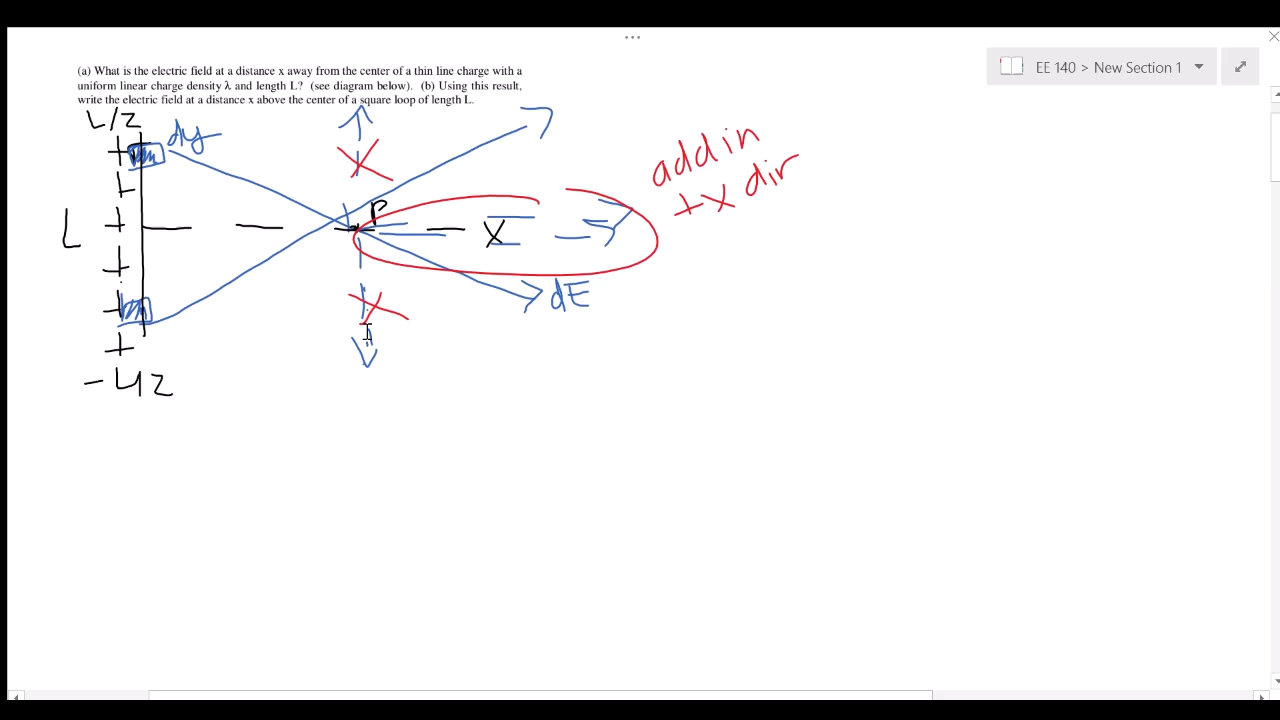 (a) What is the electric field at a distance x away from the center of a thin line charge with a
uniform linear charge density λ and length L? (see diagram below). (b) Using this result,
write the electric field at a distance x above the center of a square loop of length L.
EE 140 > New Section 1
L/2
dy
P
L
X
add in
+x dir
dE
-L/2